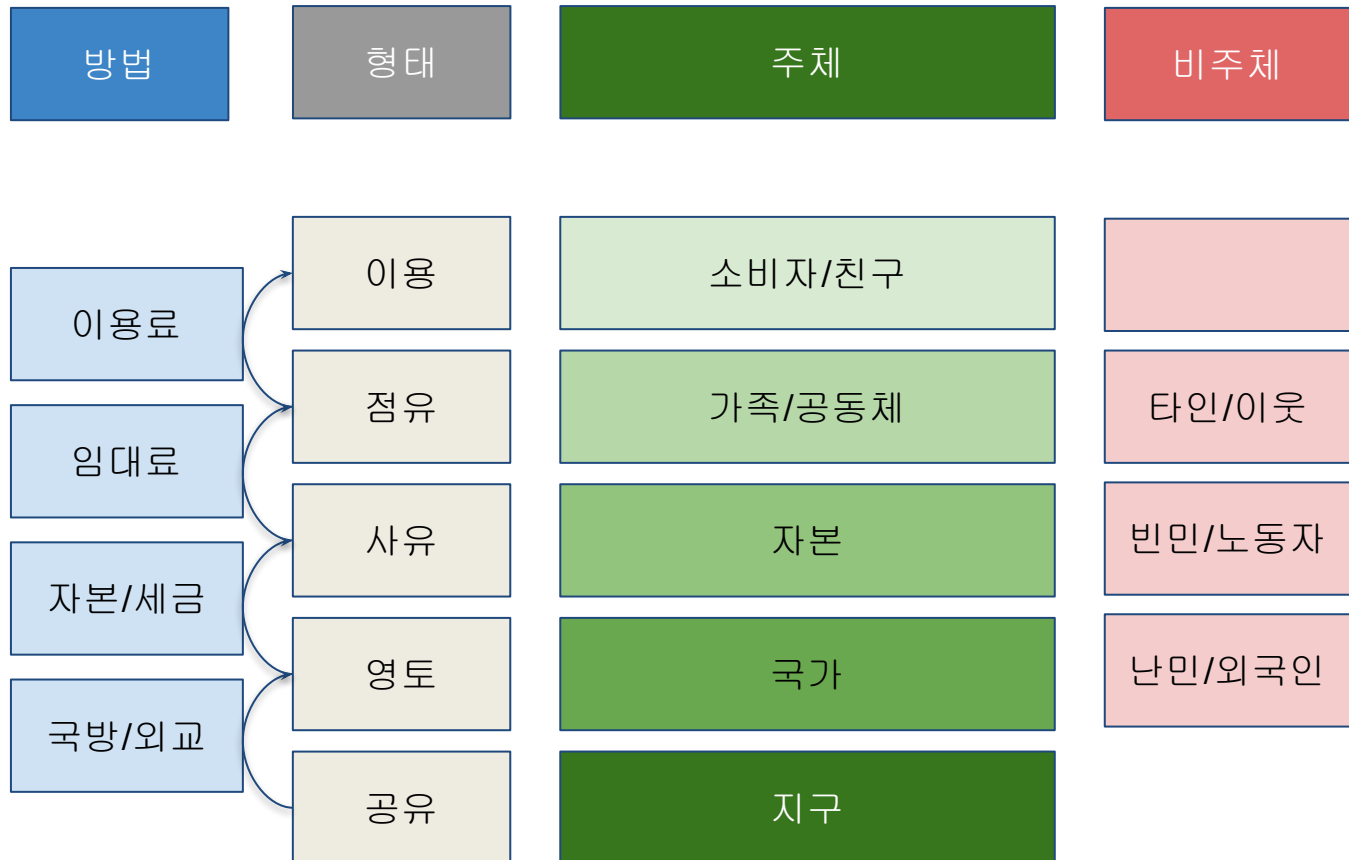 방법
형태
주체
비주체
이용
소비자/친구
이용료
점유
가족/공동체
타인/이웃
임대료
사유
자본
빈민/노동자
자본/세금
영토
국가
난민/외국인
국방/외교
공유
지구